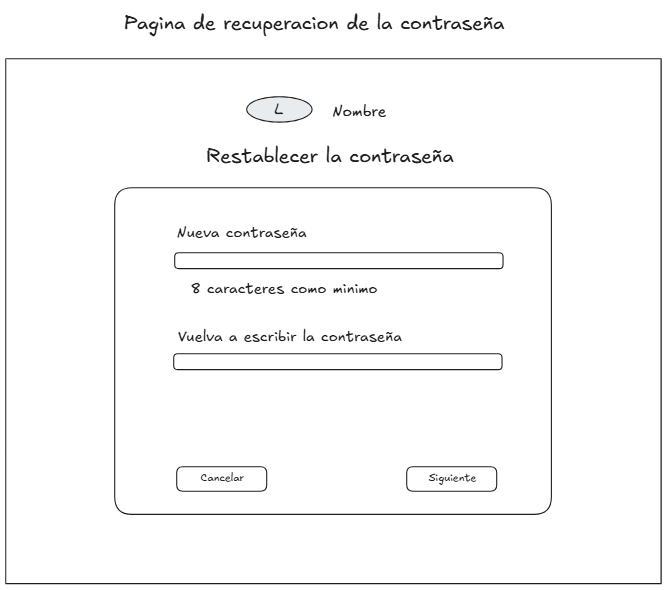 Pagina de recuperacion de la contraseña
L Nombre
Restablecer la contraseña
Nueva contraseña
8 caracteres como minimo
Vuelva a escribir la contraseña
Cancelar Siguiente